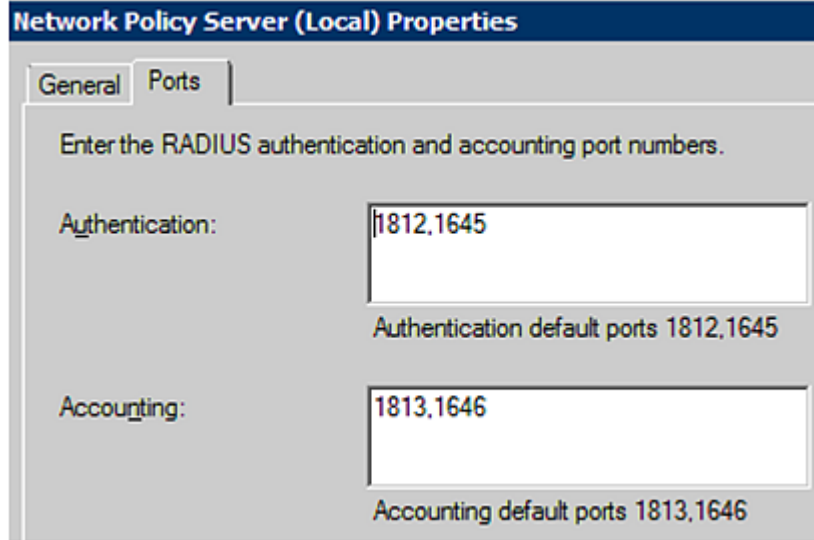 Network Policy Server (Local) Properties
General Ports
Enter the RADIUS authentication and accounting port numbers.
Authentication: 1812,1645
Authentication default ports 1812,1645
Accounting: 1813,1646
Accounting default ports 1813,1646